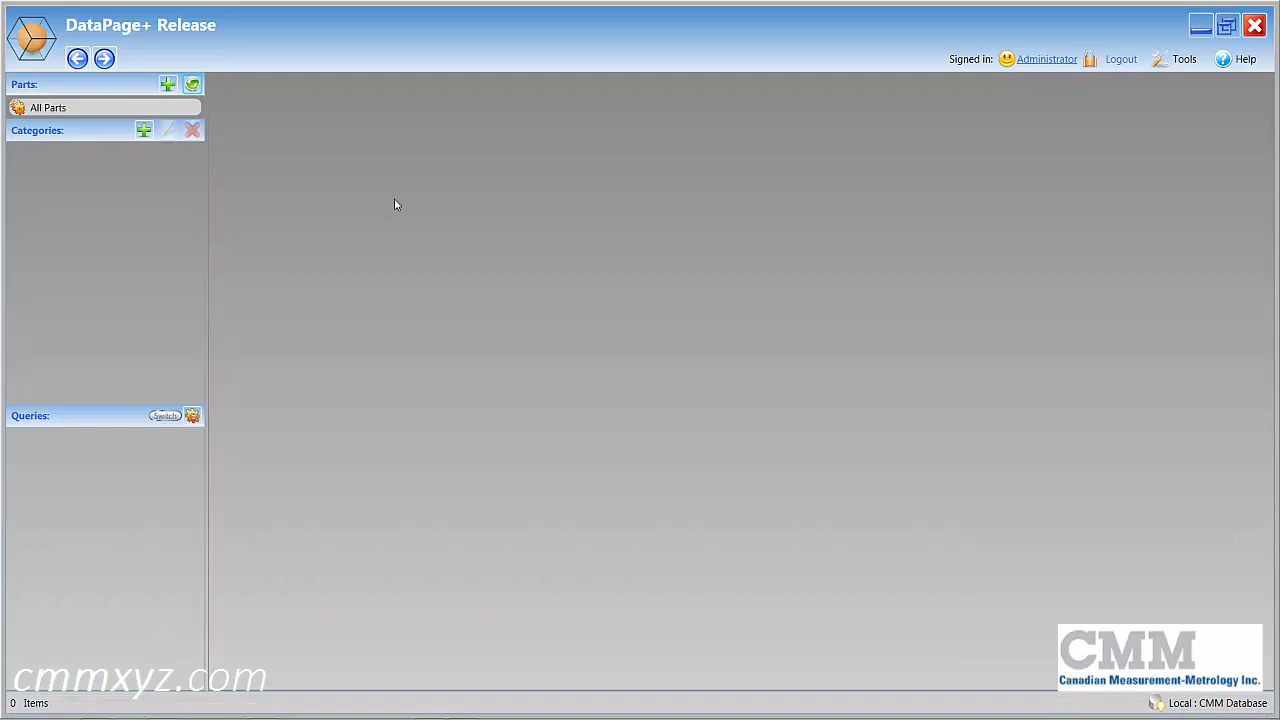 DataPage+ Release
Signed in: Administrator Logout Tools Help
Parts:
All Parts
Categories:
Queries: Switch
cmmxyz.com
CMM
Canadian Measurement-Metrology Inc.
0 Items
Local : CMM Database